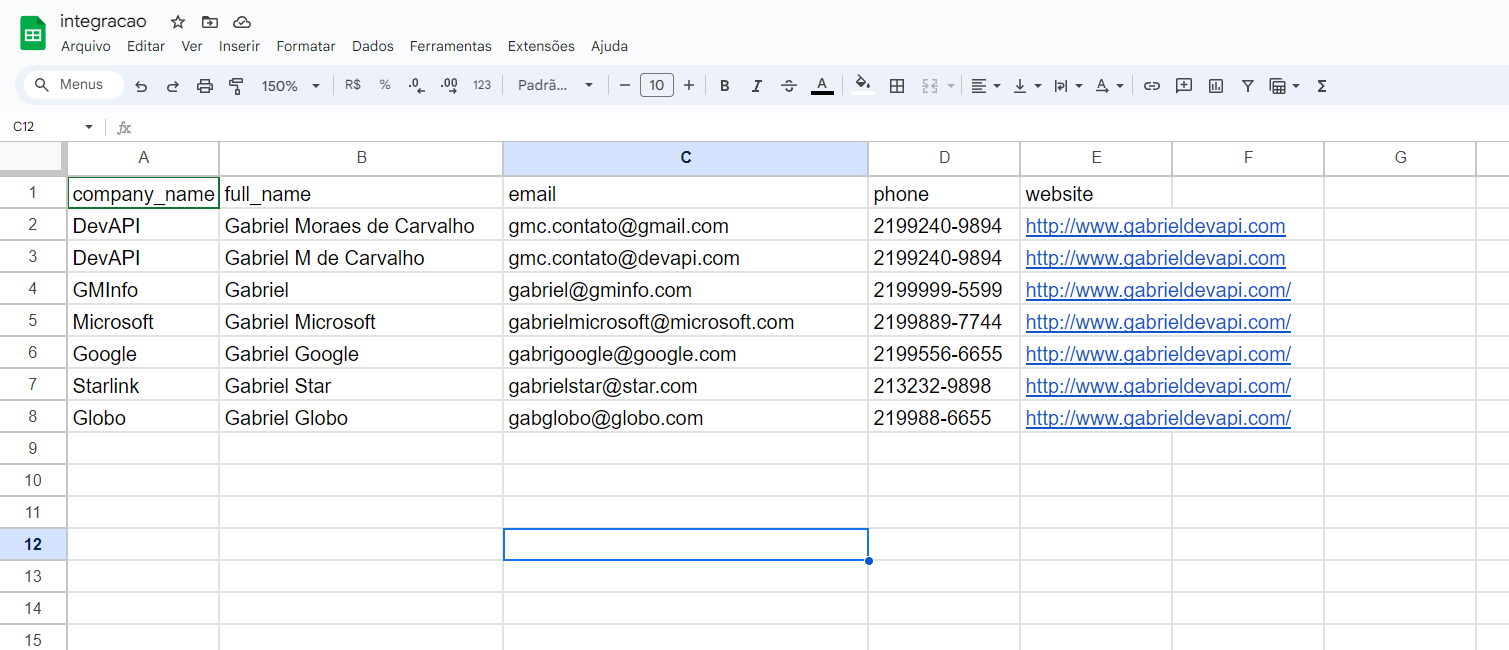 integracao
Arquivo Editar Ver Inserir Formatar Dados Ferramentas Extensões Ajuda
Menus 150% R$ % .0 .00 123 Padrã... 10 B I A A Σ
C12 fx
A B C D E F G
1 company_name full_name email phone website
2 DevAPI Gabriel Moraes de Carvalho gmc.contato@gmail.com 2199240-9894 http://www.gabrieldevapi.com
3 DevAPI Gabriel M de Carvalho gmc.contato@devapi.com 2199240-9894 http://www.gabrieldevapi.com
4 GMInfo Gabriel gabriel@gminfo.com 2199999-5599 http://www.gabrieldevapi.com/
5 Microsoft Gabriel Microsoft gabrielmicrosoft@microsoft.com 2199889-7744 http://www.gabrieldevapi.com/
6 Google Gabriel Google gabrigoogle@google.com 2199556-6655 http://www.gabrieldevapi.com/
7 Starlink Gabriel Star gabrielstar@star.com 213232-9898 http://www.gabrieldevapi.com/
8 Globo Gabriel Globo gabglobo@globo.com 219988-6655 http://www.gabrieldevapi.com/
9
10
11
12
13
14
15